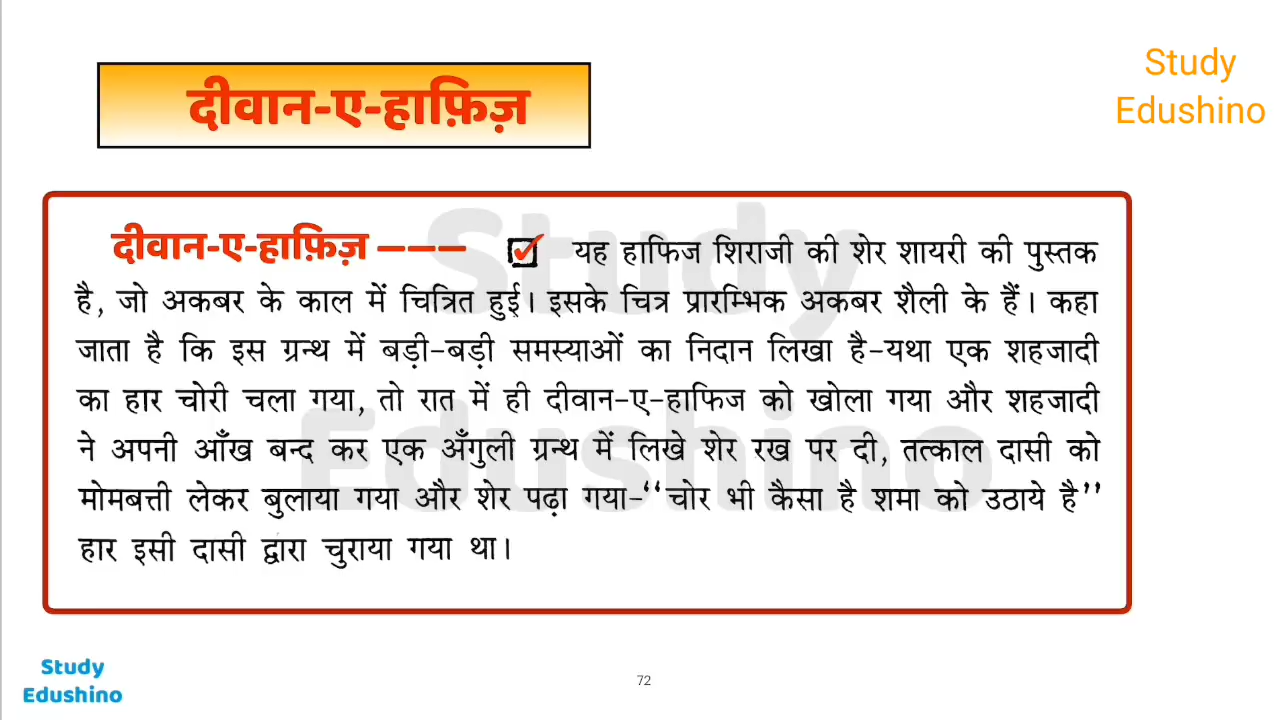 दीवान-ए-हाफ़िज़
Study
Edushino
दीवान-ए-हाफ़िज़ ––– यह हाफिज शिराजी की शेर शायरी की पुस्तक
है, जो अकबर के काल में चित्रित हुई। इसके चित्र प्रारम्भिक अकबर शैली के हैं। कहा
जाता है कि इस ग्रन्थ में बड़ी-बड़ी समस्याओं का निदान लिखा है-यथा एक शहजादी
का हार चोरी चला गया, तो रात में ही दीवान-ए-हाफिज को खोला गया और शहजादी
ने अपनी आँख बन्द कर एक अँगुली ग्रन्थ में लिखे शेर रख पर दी, तत्काल दासी को
मोमबत्ती लेकर बुलाया गया और शेर पढ़ा गया-‘‘चोर भी कैसा है शमा को उठाये है’’
हार इसी दासी द्वारा चुराया गया था।
Study
Edushino
Study
Edushino
72